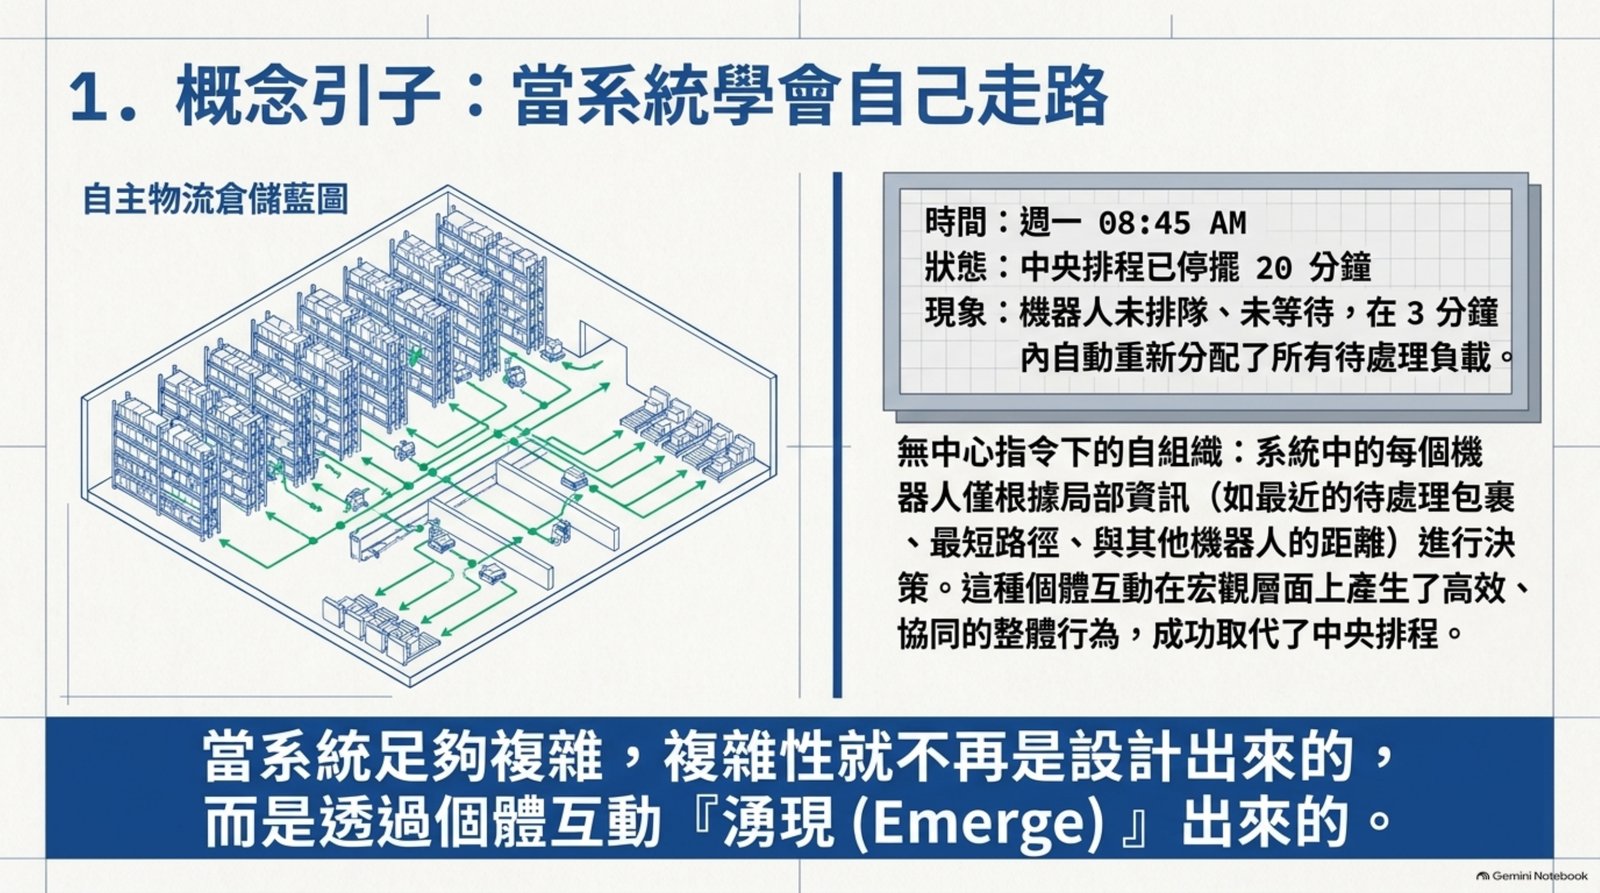 1. 概念引子：當系統學會自己走路
自主物流倉儲藍圖
時間：週一 08:45 AM
狀態：中央排程已停擺 20 分鐘
現象：機器人未排隊、未等待，在 3 分鐘
內自動重新分配了所有待處理負載。
無中心指令下的自組織：系統中的每個機
器人僅根據局部資訊（如最近的待處理包裹
、最短路徑、與其他機器人的距離）進行決
策。這種個體互動在宏觀層面上產生了高效、
協同的整體行為，成功取代了中央排程。
當系統足夠複雜，複雜性就不再是設計出來的，
而是透過個體互動『湧現 (Emerge) 』出來的。
Gemini Notebook